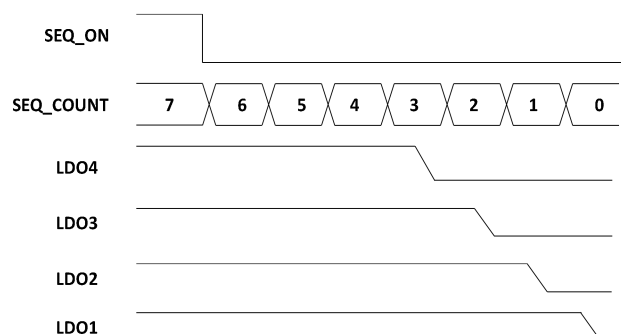 SEQ_ON
SEQ_COUNT 7 6 5 4 3 2 1 0
LDO4
LDO3
LDO2
LDO1